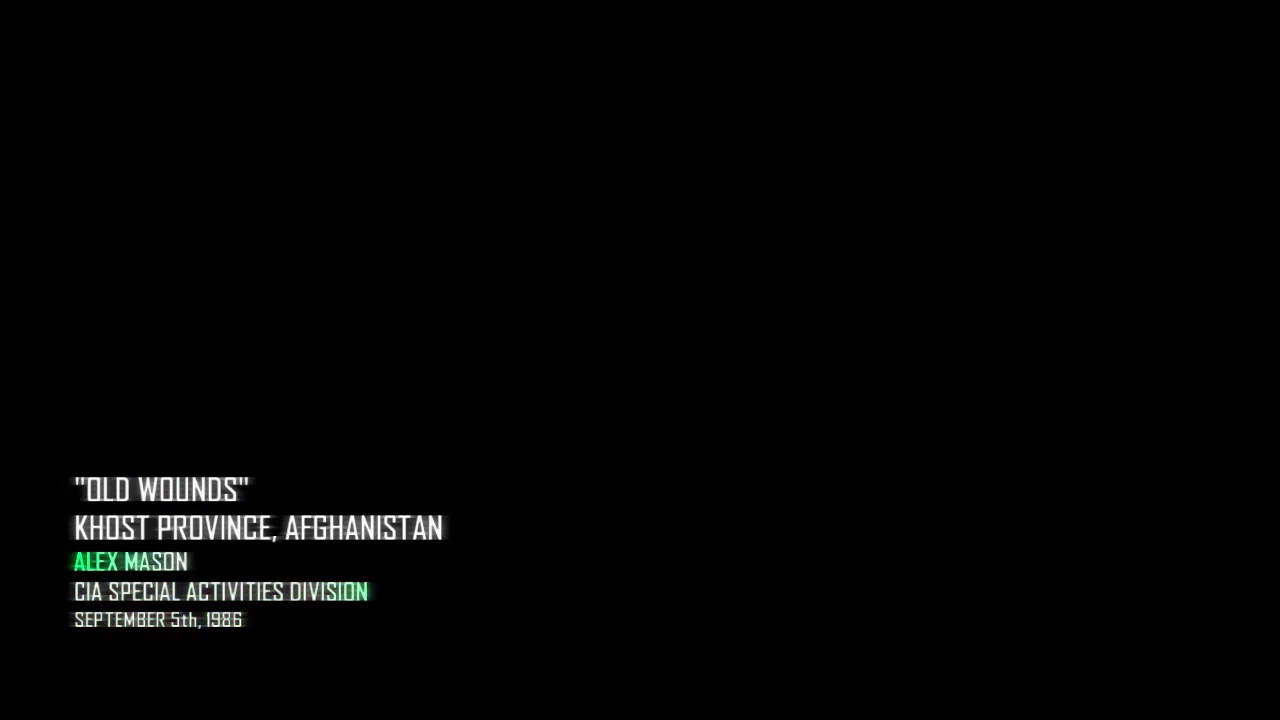 "OLD WOUNDS"
KHOST PROVINCE, AFGHANISTAN
ALEX MASON
CIA SPECIAL ACTIVITIES DIVISION
SEPTEMBER 5th, 1986